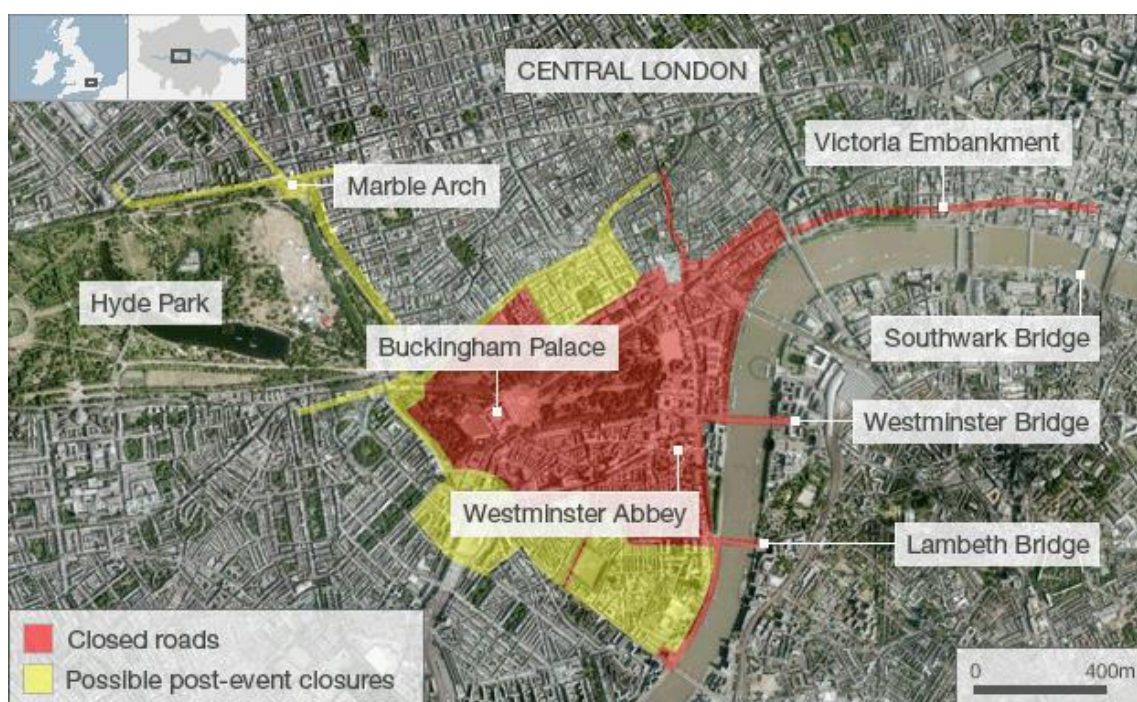 CENTRAL LONDON
Victoria Embankment
Marble Arch
Hyde Park
Buckingham Palace
Southwark Bridge
Westminster Bridge
Westminster Abbey
Lambeth Bridge
Closed roads
Possible post-event closures
0 400m